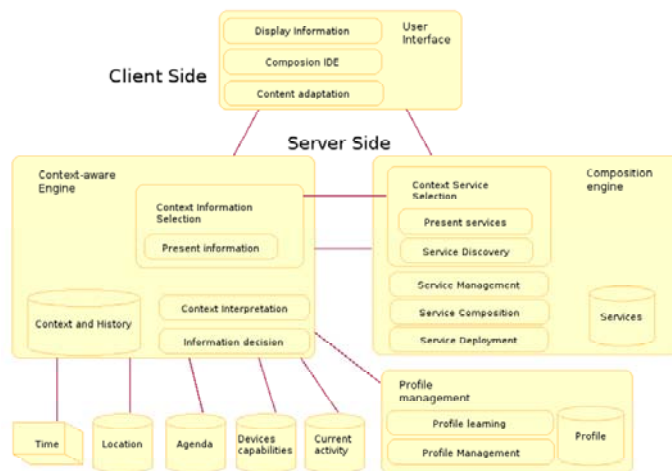 Display Information
User
Interface
Composion IDE
Content adaptation
Client Side
Server Side
Context-aware
Engine
Context Information
Selection
Present information
Context Interpretation
Information decision
Context and History
Context Service
Selection
Composition
engine
Present services
Service Discovery
Service Management
Service Composition
Service Deployment
Services
Time
Location
Agenda
Devices
capabilities
Current
activity
Profile
management
Profile learning
Profile Management
Profile